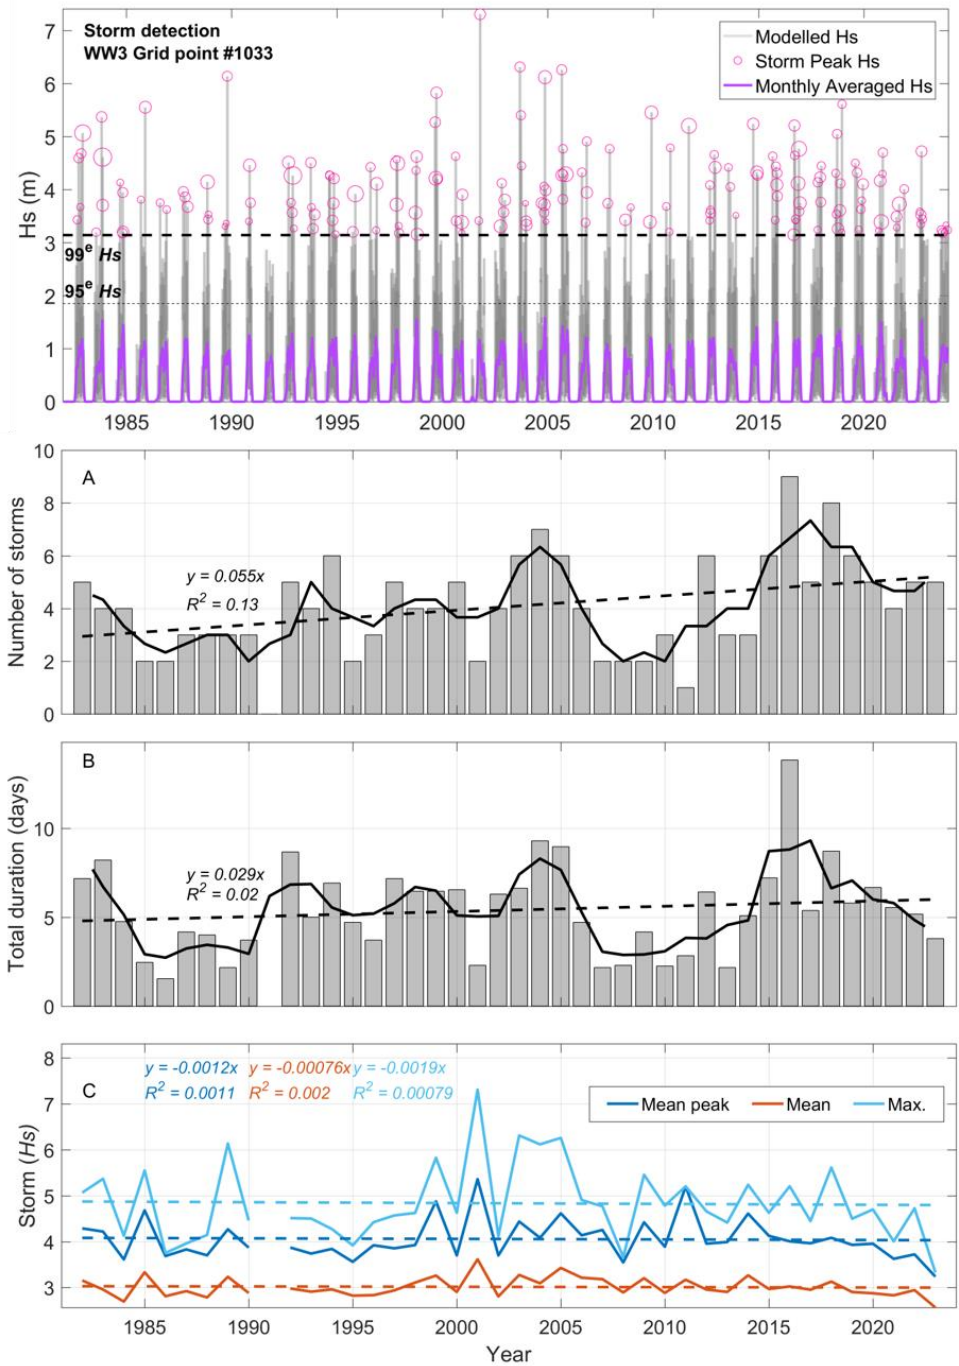 Storm detection
WW3 Grid point #1033
Modelled Hs
Storm Peak Hs
Monthly Averaged Hs
Hs (m)
7
6
5
4
3
2
1
0
99e Hs
95e Hs
1985 1990 1995 2000 2005 2010 2015 2020
A
Number of storms
10
8
6
4
2
0
y = 0.055x
R2 = 0.13
B
Total duration (days)
10
5
0
y = 0.029x
R2 = 0.02
C
Storm (Hs)
8
7
6
5
4
3
y = -0.0012x y = -0.00076x y = -0.0019x
R2 = 0.0011 R2 = 0.002 R2 = 0.00079
Mean peak Mean Max.
1985 1990 1995 2000 2005 2010 2015 2020
Year